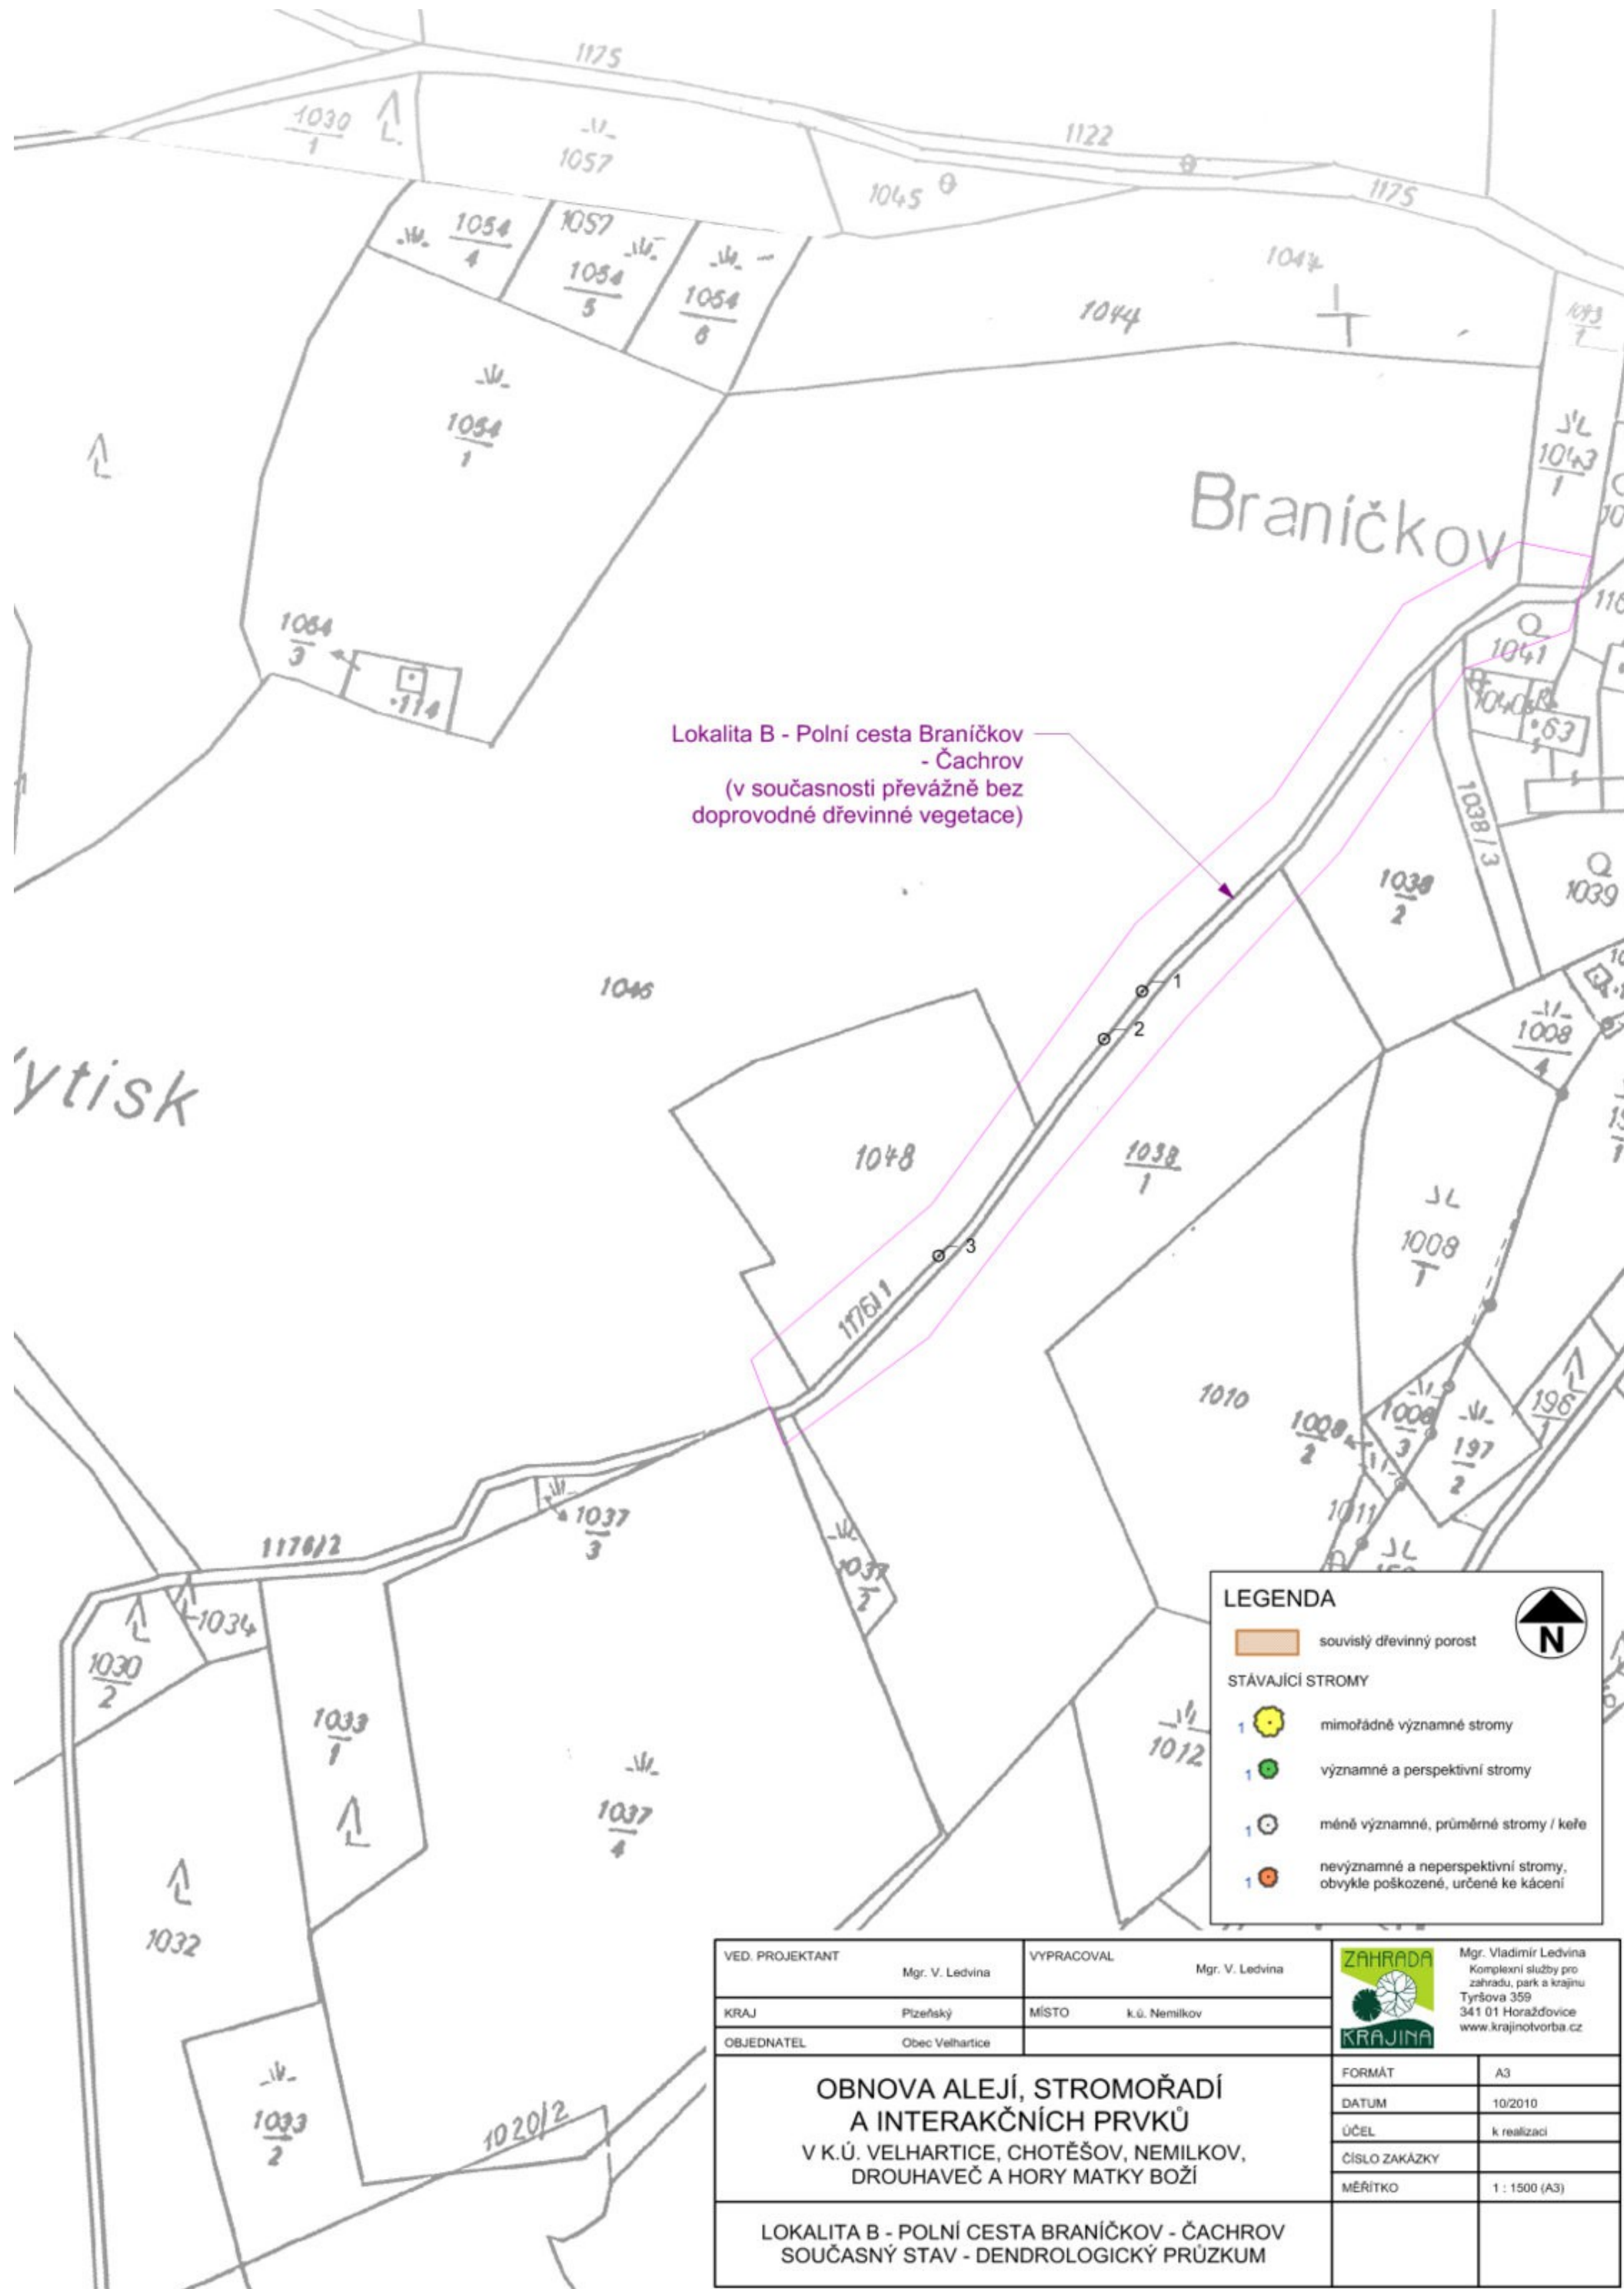 1175
1030
1
1057
1122
1045
1175
1054
4
1057
1054
5
1054
6
1044
1044
1043
1
1054
1
1043
1
Braníčkov
1054
3
114
1041
63
Lokalita B - Polní cesta Braníčkov
- Čachrov
(v současnosti převážně bez
doprovodné dřevinné vegetace)
1038/3
1038
2
1039
1046
1
2
1008
4
ytisk
1048
1038
1
1008
1
3
1176/1
1010
1008
2
1008
3
197
2
196
1
1011
1037
3
1176/2
1037
2
1034
1030
2
1033
1
1012
1037
4
1032
1033
2
1020/2
LEGENDA
N
souvislý dřevinný porost
STÁVAJÍCÍ STROMY
1 mimořádně významné stromy
1 významné a perspektivní stromy
1 méně významné, průměrné stromy / keře
1 nevýznamné a neperspektivní stromy,
obvykle poškozené, určené ke kácení
VED. PROJEKTANT Mgr. V. Ledvina VYPRACOVAL Mgr. V. Ledvina
KRAJ Plzeňský MÍSTO k.ú. Nemilkov
OBJEDNATEL Obec Velhartice
ZAHRADA
KRAJINA
Mgr. Vladimír Ledvina
Komplexní služby pro
zahradu, park a krajinu
Tyršova 359
341 01 Horažďovice
www.krajinotvorba.cz
OBNOVA ALEJÍ, STROMOŘADÍ
A INTERAKČNÍCH PRVKŮ
V K.Ú. VELHARTICE, CHOTĚŠOV, NEMILKOV,
DROUHAVEČ A HORY MATKY BOŽÍ
FORMÁT A3
DATUM 10/2010
ÚČEL k realizaci
ČÍSLO ZAKÁZKY
MĚŘÍTKO 1 : 1500 (A3)
LOKALITA B - POLNÍ CESTA BRANÍČKOV - ČACHROV
SOUČASNÝ STAV - DENDROLOGICKÝ PRŮZKUM